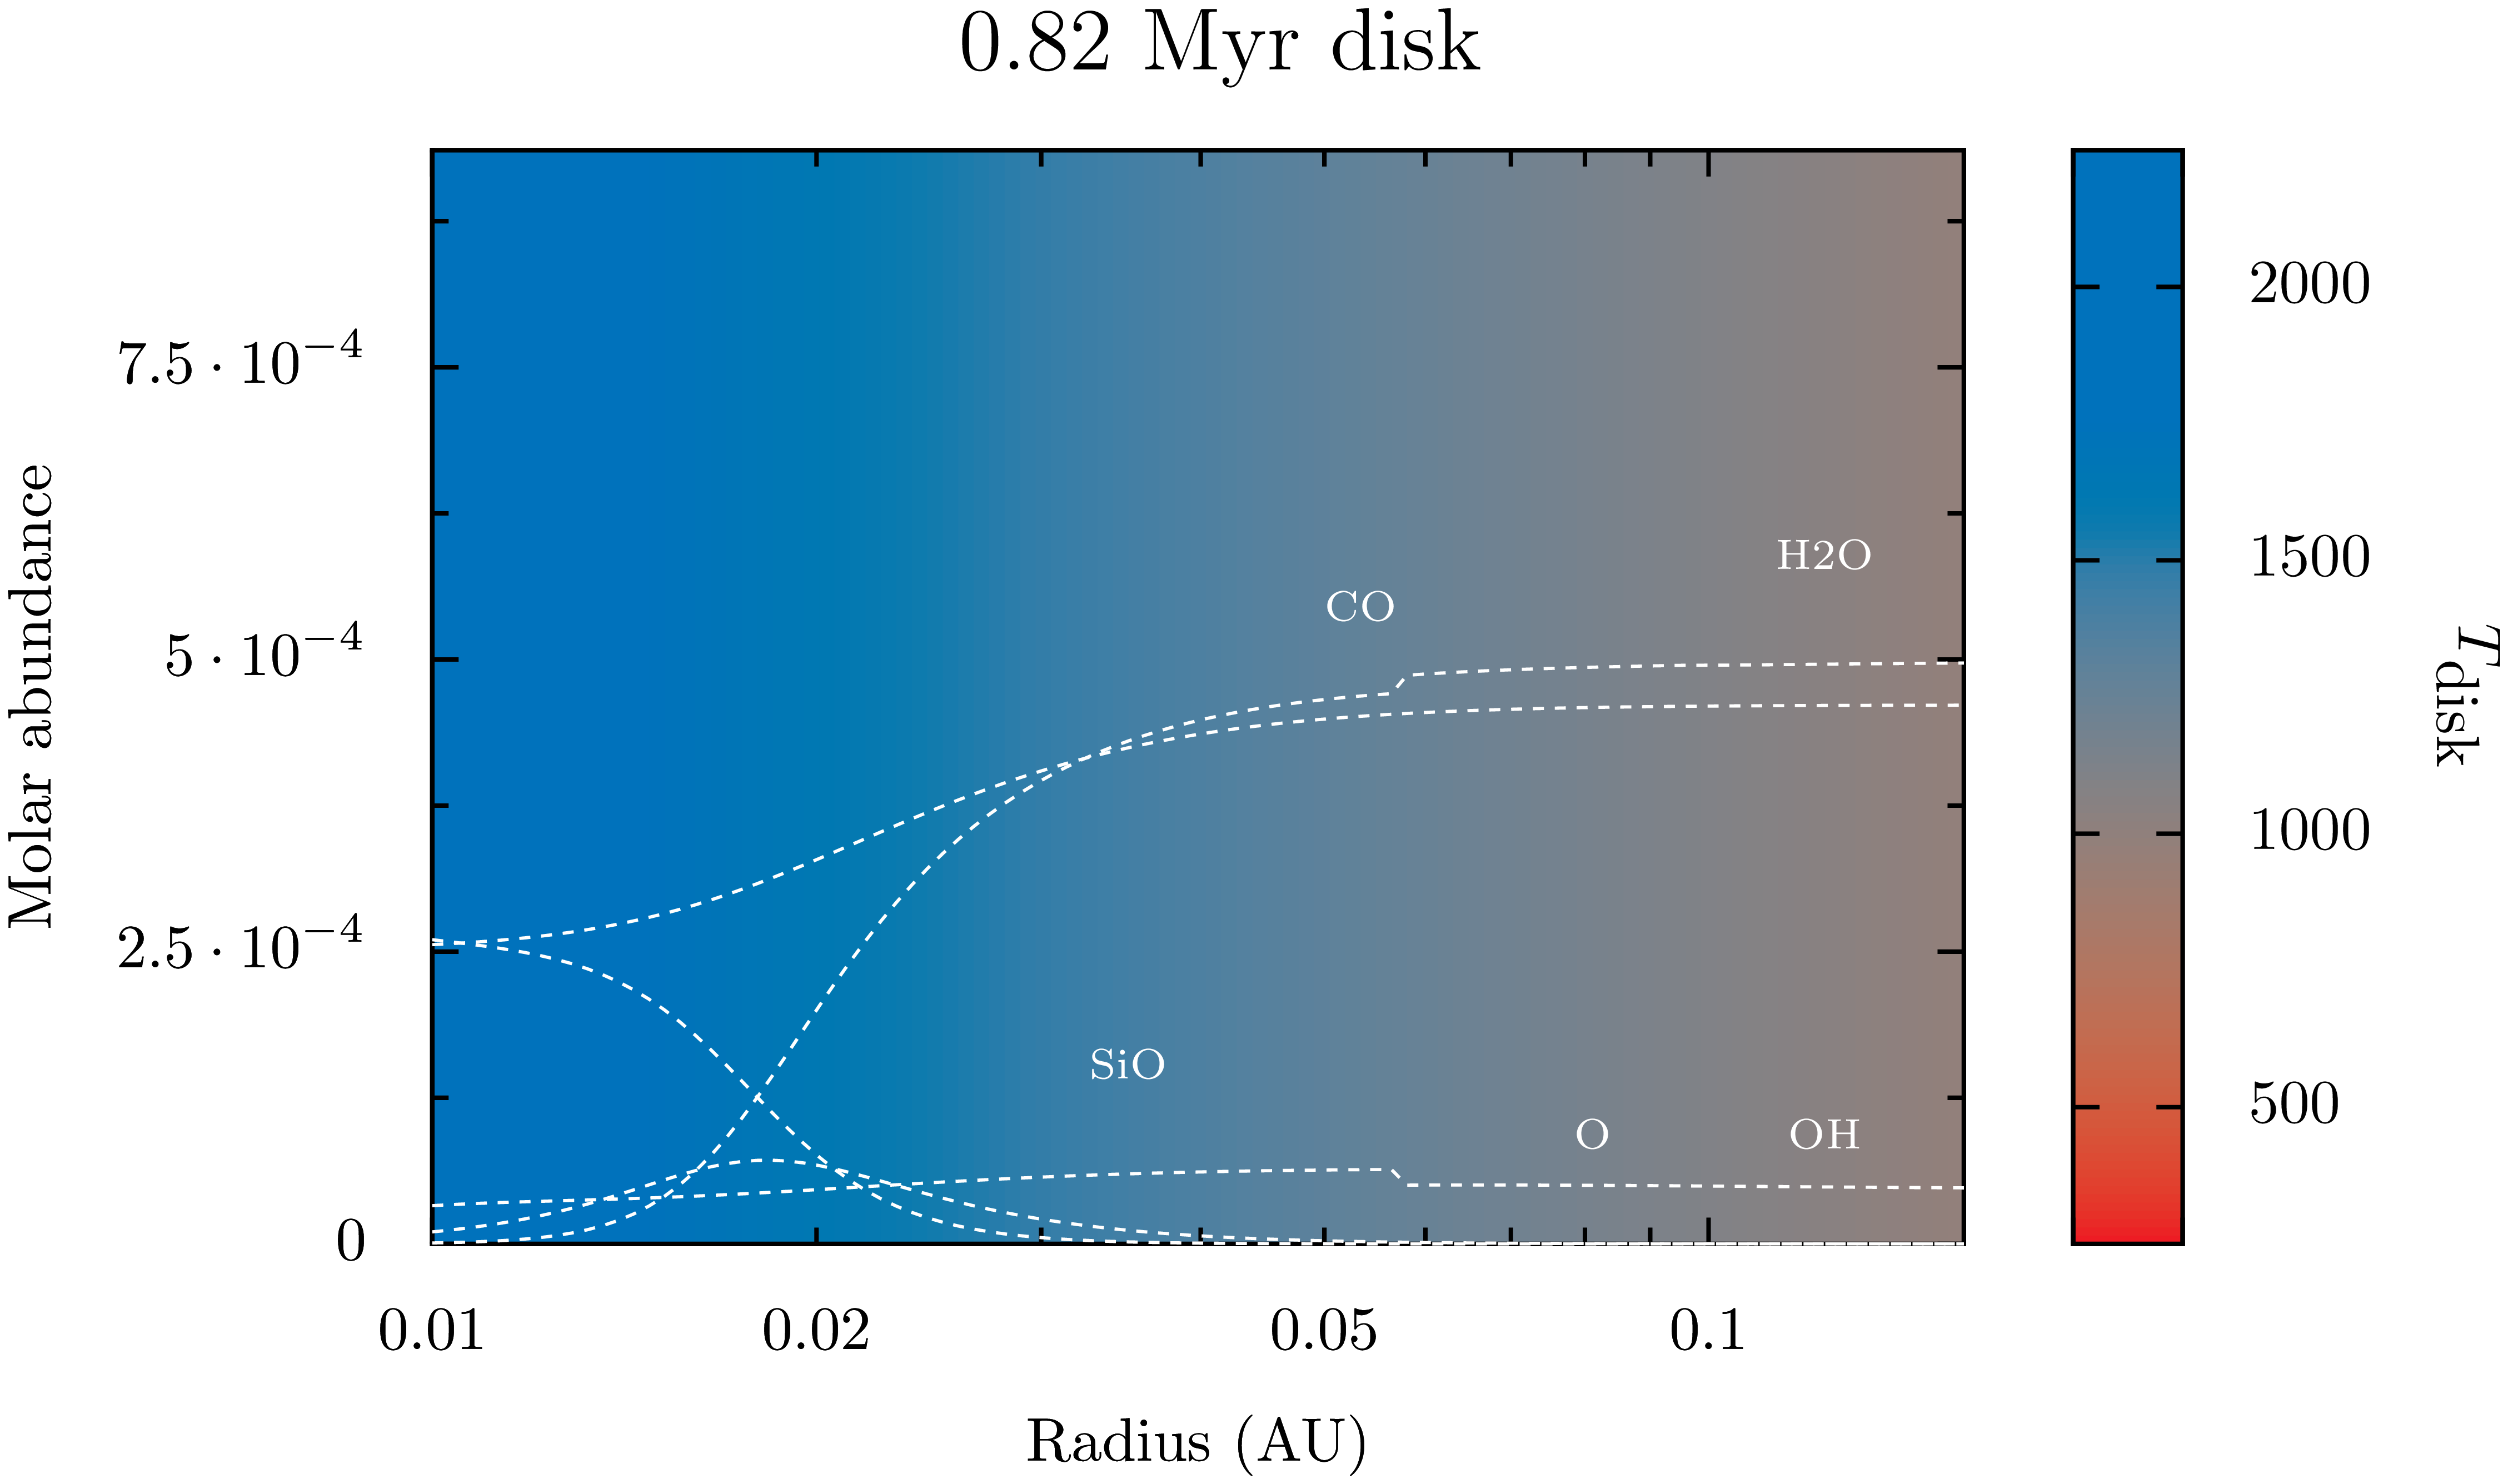 0.82 Myr disk
Molar abundance
7.5 · 10⁻⁴
5 · 10⁻⁴
2.5 · 10⁻⁴
0
H2O
CO
SiO
O
OH
0.01
0.02
0.05
0.1
Radius (AU)
2000
1500
1000
500
T_disk